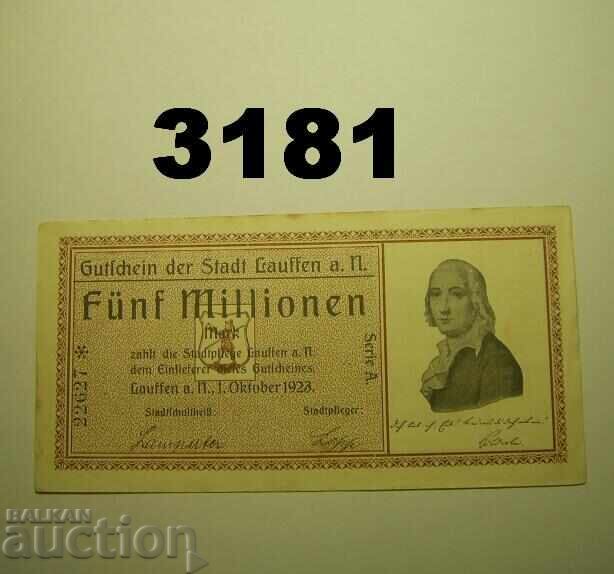 3181
Gutschein der Stadt Lauffen a. N.
Fünf Millionen
Mark
zahlt die Stadtpflege Lauffen a. N.
dem Einlieferer dieses Gutscheines.
Lauffen a. N., 1. Oktober 1923.
Stadtschultheiß: Stadtpfleger:
22627 *
Serie A.
BALKAN
auction